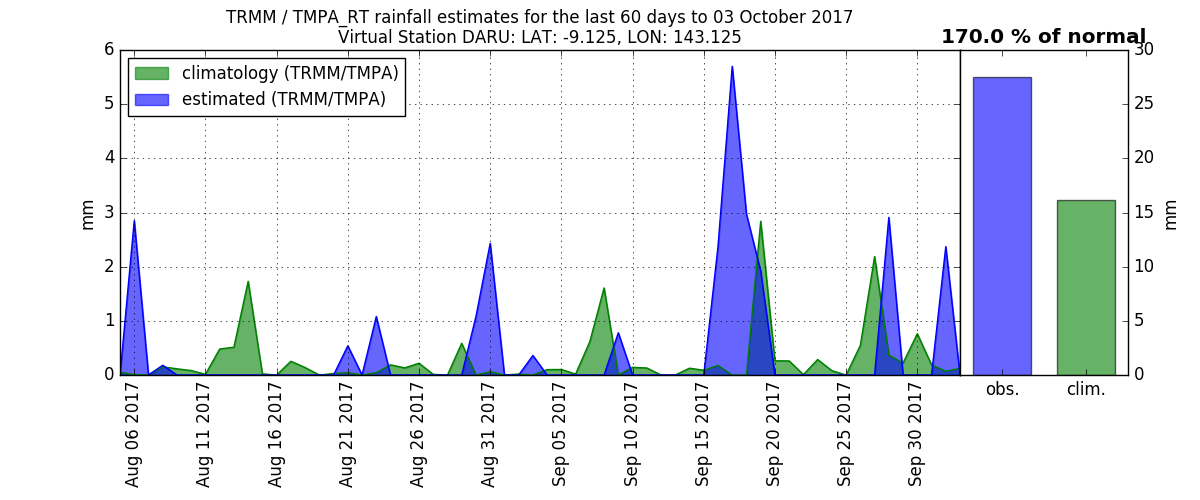 TRMM / TMPA_RT rainfall estimates for the last 60 days to 03 October 2017
Virtual Station DARU: LAT: -9.125, LON: 143.125
170.0 % of normal
climatology (TRMM/TMPA)
estimated (TRMM/TMPA)
6
5
4
3
2
1
0
mm
Aug 06 2017
Aug 11 2017
Aug 16 2017
Aug 21 2017
Aug 26 2017
Aug 31 2017
Sep 05 2017
Sep 10 2017
Sep 15 2017
Sep 20 2017
Sep 25 2017
Sep 30 2017
obs.
clim.
30
25
20
15
10
5
0
mm